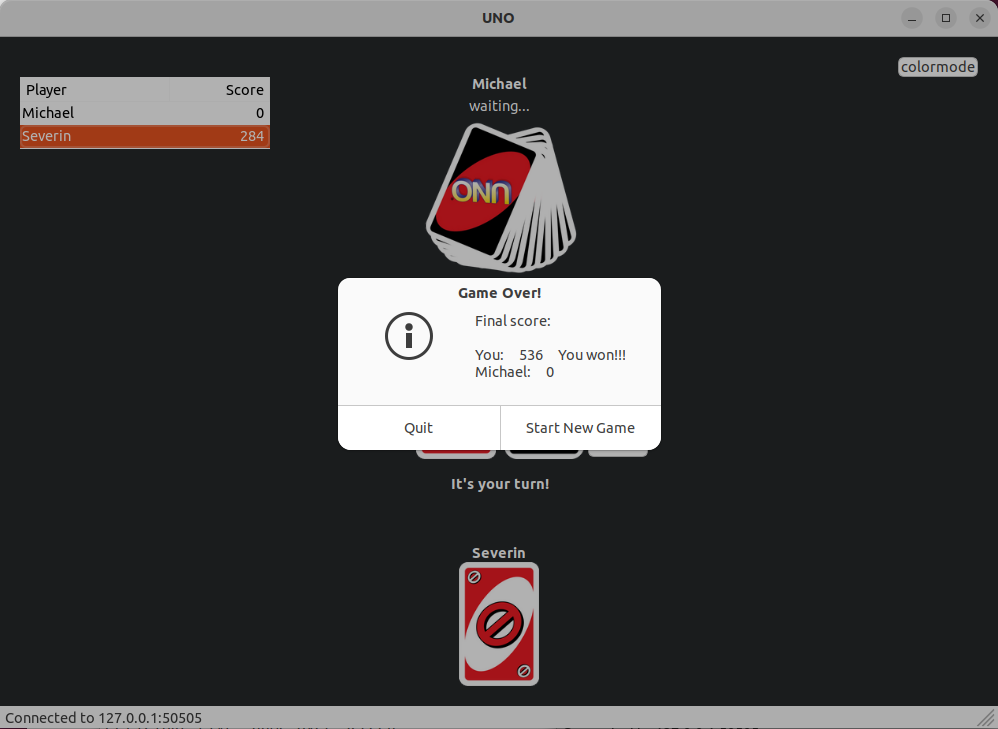 UNO
colormode
Player Score
Michael 0
Severin 284
Michael
waiting...
UNO
Game Over!
Final score:
You: 536 You won!!!
Michael: 0
Quit Start New Game
It's your turn!
Severin
Connected to 127.0.0.1:50505